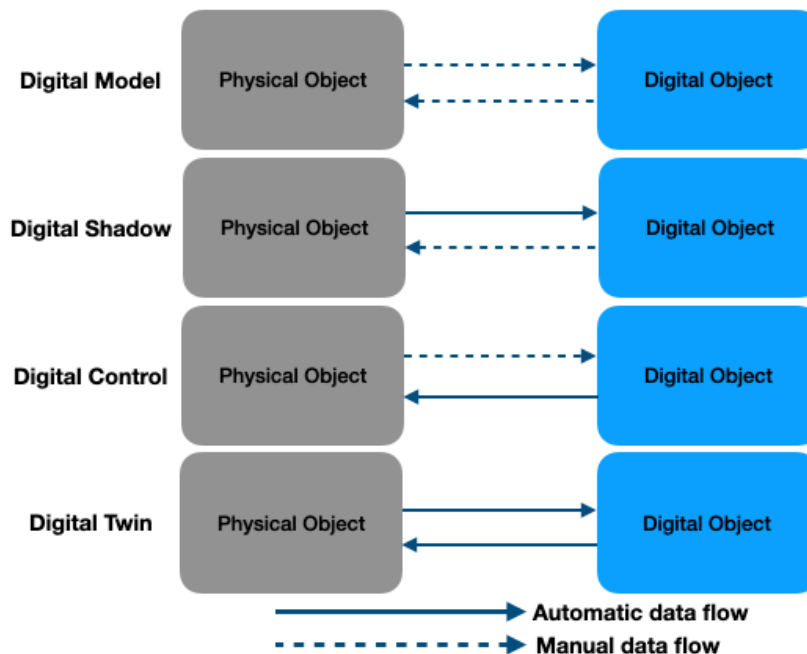 Digital Model Physical Object Digital Object
Digital Shadow Physical Object Digital Object
Digital Control Physical Object Digital Object
Digital Twin Physical Object Digital Object
Automatic data flow
Manual data flow